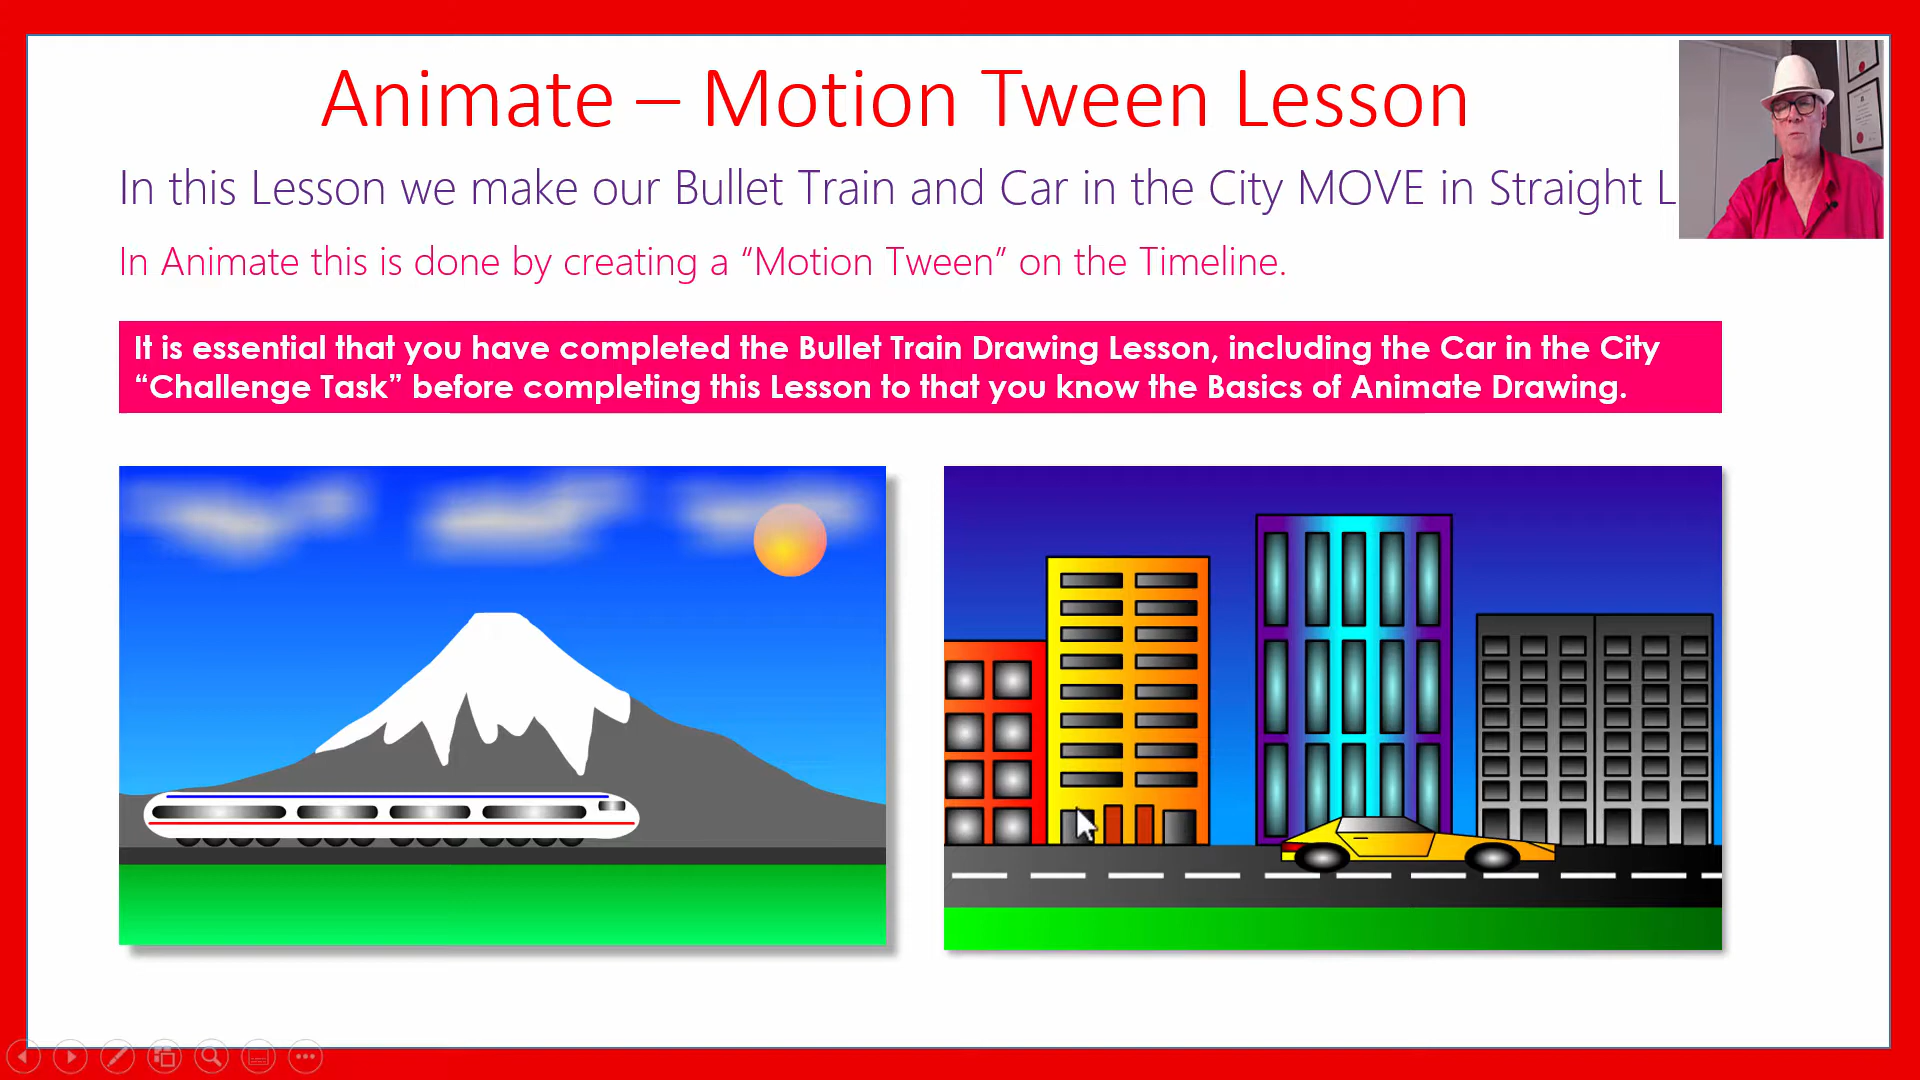 Animate – Motion Tween Lesson
In this Lesson we make our Bullet Train and Car in the City MOVE in Straight L
In Animate this is done by creating a “Motion Tween” on the Timeline.
It is essential that you have completed the Bullet Train Drawing Lesson, including the Car in the City
“Challenge Task” before completing this Lesson to that you know the Basics of Animate Drawing.